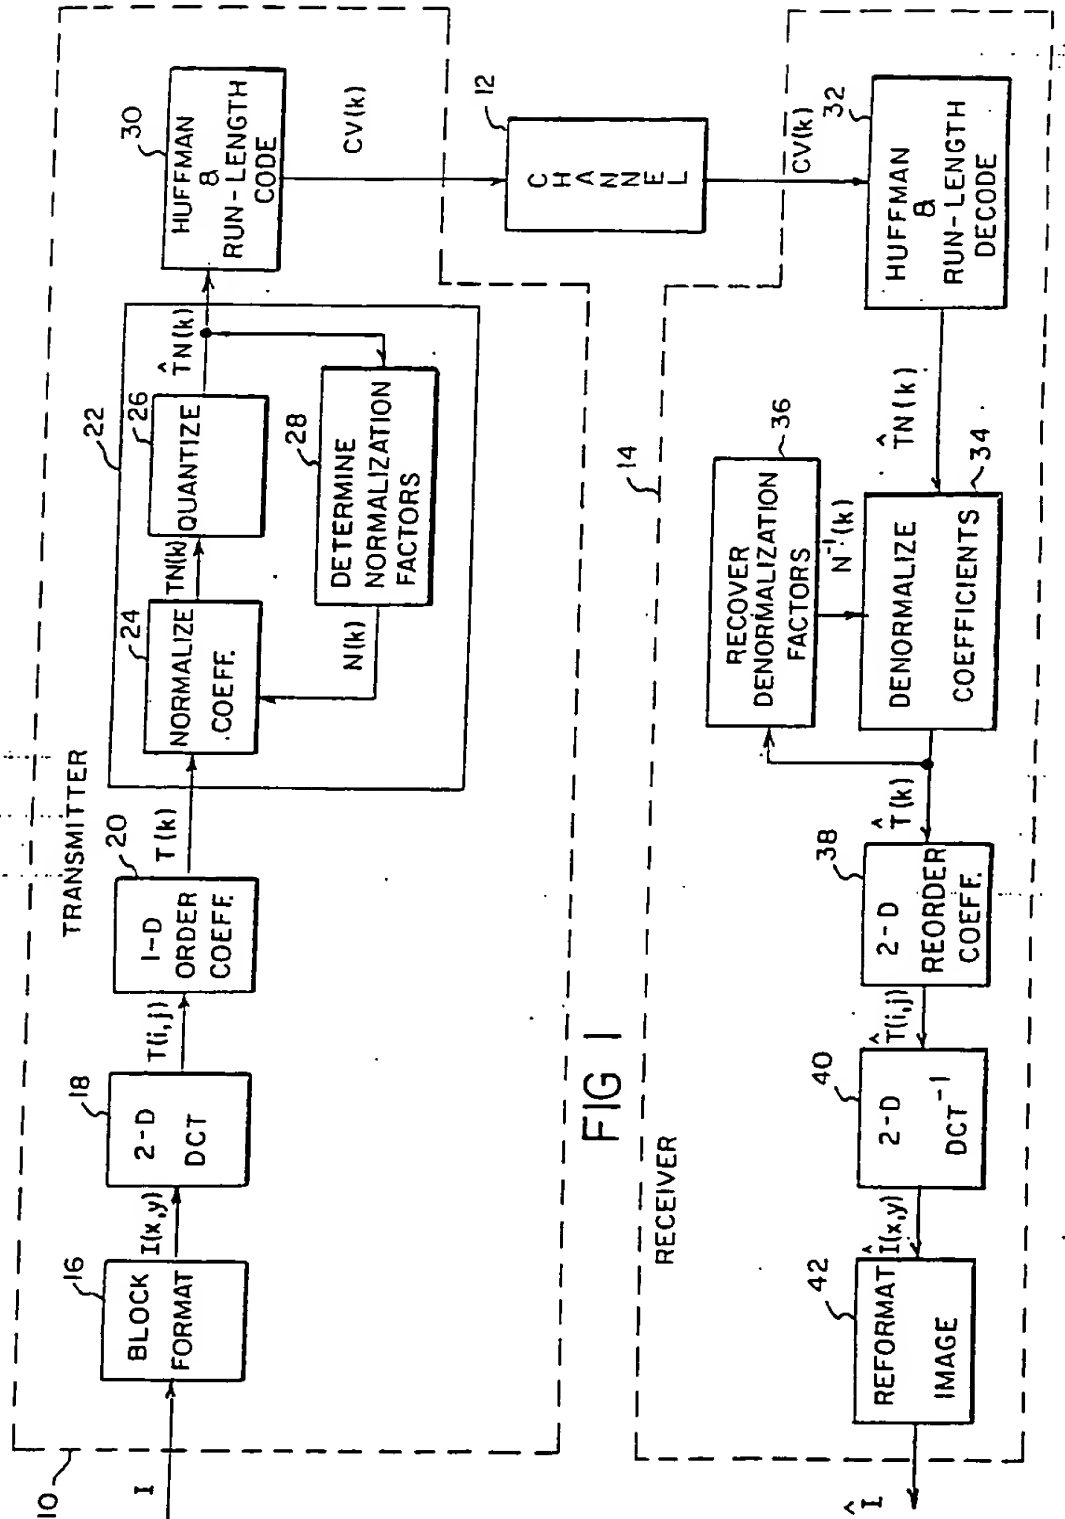 TRANSMITTER
10
I
16
BLOCK
FORMAT
I(x,y)
18
2-D
DCT
T(i,j)
20
1-D
ORDER
COEFF.
T(k)
22
24
NORMALIZE
COEFF.
TN(k)
26
QUANTIZE
T̂N(k)
28
DETERMINE
NORMALIZATION
FACTORS
N(k)
30
HUFFMAN
&
RUN-LENGTH
CODE
CV(k)
12
CHANNEL
FIG 1
14
RECEIVER
CV(k)
32
HUFFMAN
&
RUN-LENGTH
DECODE
T̂N(k)
34
DENORMALIZE
COEFFICIENTS
36
RECOVER
DENORMALIZATION
FACTORS
N⁻¹(k)
T̂(k)
38
2-D
REORDER
COEFF.
T̂(i,j)
40
2-D
DCT⁻¹
Î(x,y)
42
REFORMAT
IMAGE
Î